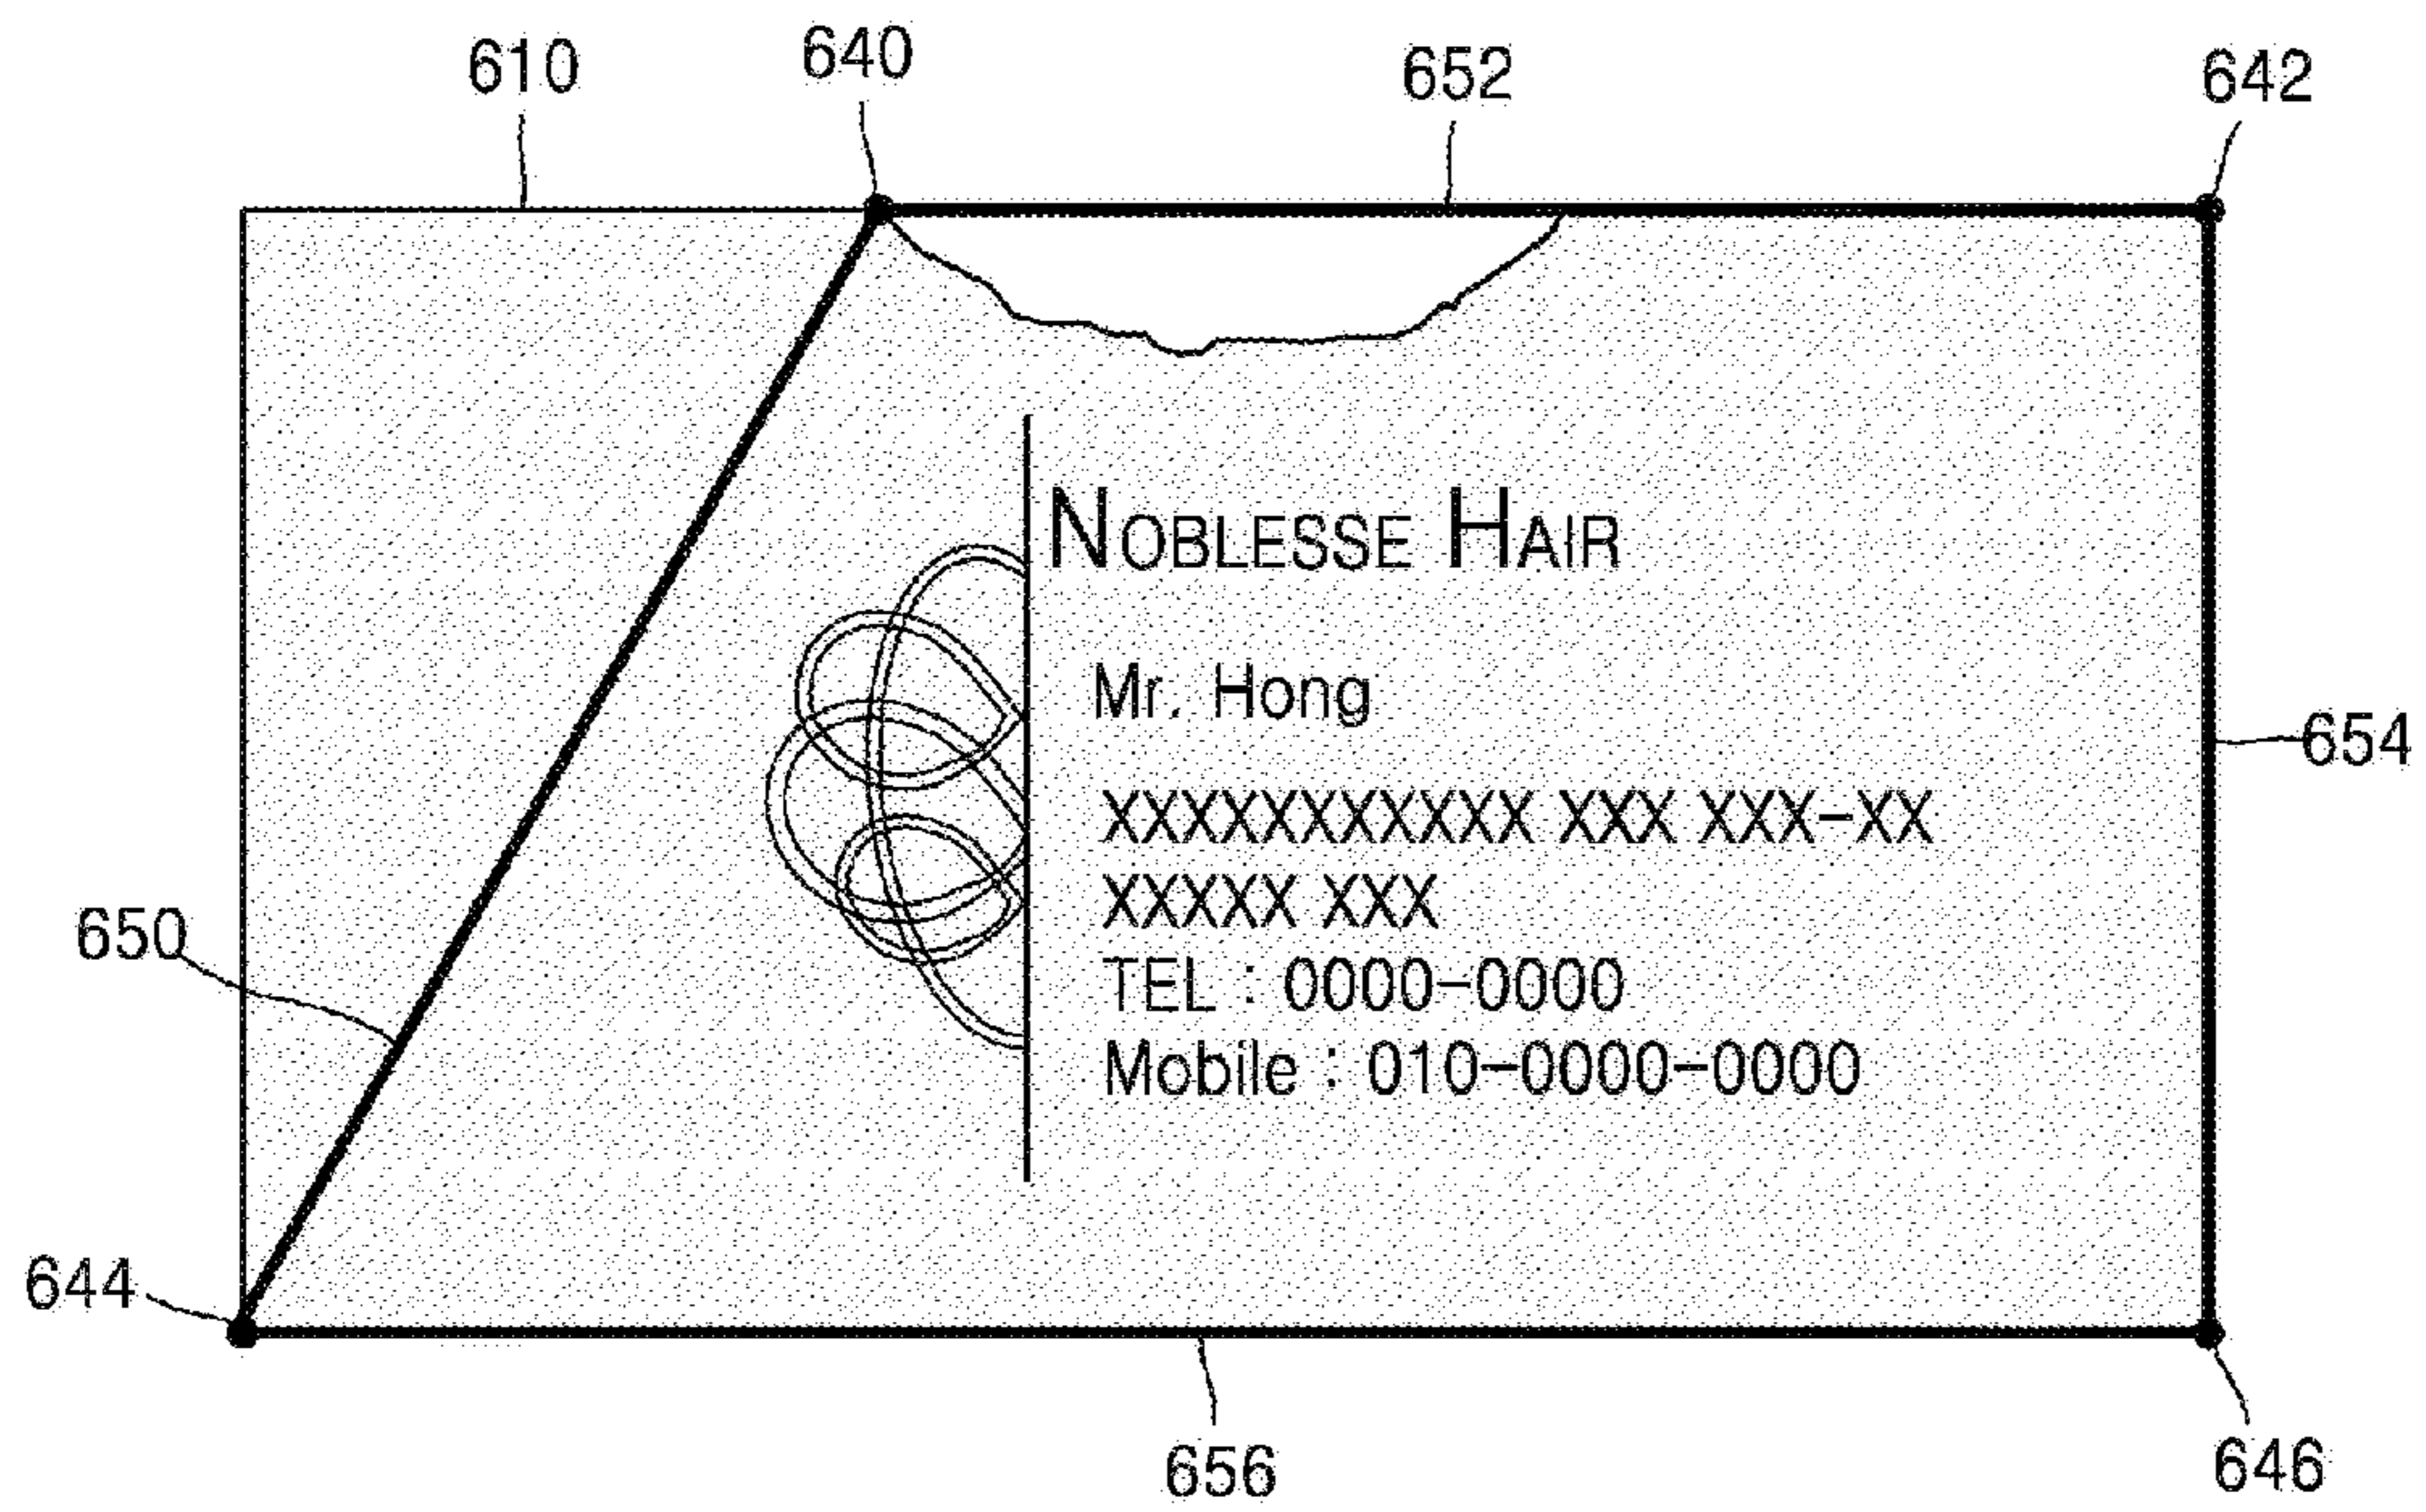 610
640
652
642
NOBLESSE HAIR
Mr. Hong
654
XXXXXXXXXXX XXX XXX-XX
XXXXX XXX
650
TEL : 0000-0000
Mobile : 010-0000-0000
644
656
646